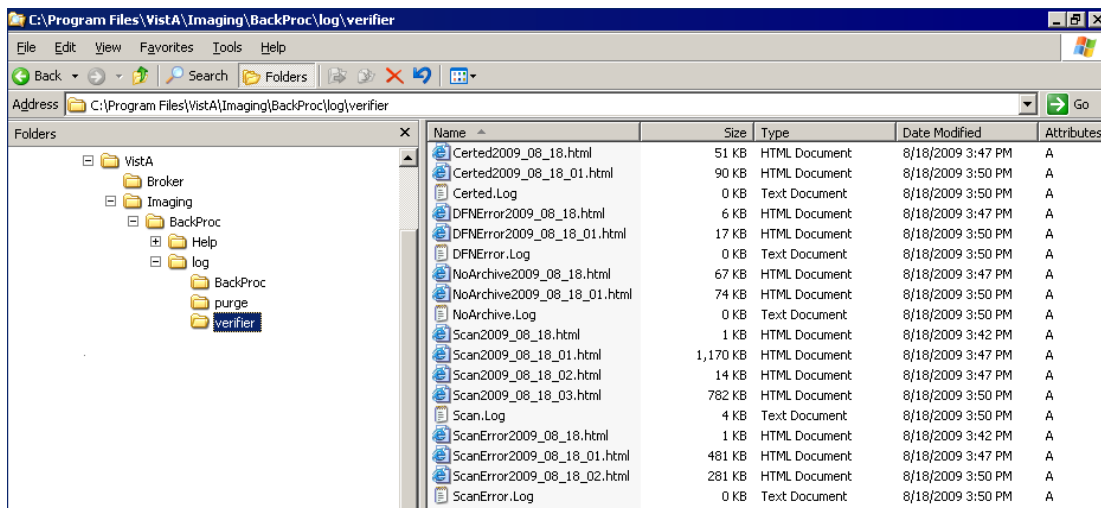 C:\Program Files\VistA\Imaging\BackProc\log\verifier
File Edit View Favorites Tools Help
Back Search Folders
Address C:\Program Files\VistA\Imaging\BackProc\log\verifier Go
Folders x Name Size Type Date Modified Attributes
VistA
Broker
Imaging
BackProc
Help
log
BackProc
purge
verifier
Certed2009_08_18.html 51 KB HTML Document 8/18/2009 3:47 PM A
Certed2009_08_18_01.html 90 KB HTML Document 8/18/2009 3:50 PM A
Certed.Log 0 KB Text Document 8/18/2009 3:50 PM A
DFNError2009_08_18.html 6 KB HTML Document 8/18/2009 3:47 PM A
DFNError2009_08_18_01.html 17 KB HTML Document 8/18/2009 3:50 PM A
DFNError.Log 0 KB Text Document 8/18/2009 3:50 PM A
NoArchive2009_08_18.html 67 KB HTML Document 8/18/2009 3:47 PM A
NoArchive2009_08_18_01.html 74 KB HTML Document 8/18/2009 3:50 PM A
NoArchive.Log 0 KB Text Document 8/18/2009 3:50 PM A
Scan2009_08_18.html 1 KB HTML Document 8/18/2009 3:42 PM A
Scan2009_08_18_01.html 1,170 KB HTML Document 8/18/2009 3:47 PM A
Scan2009_08_18_02.html 14 KB HTML Document 8/18/2009 3:47 PM A
Scan2009_08_18_03.html 782 KB HTML Document 8/18/2009 3:50 PM A
Scan.Log 4 KB Text Document 8/18/2009 3:50 PM A
ScanError2009_08_18.html 1 KB HTML Document 8/18/2009 3:42 PM A
ScanError2009_08_18_01.html 481 KB HTML Document 8/18/2009 3:47 PM A
ScanError2009_08_18_02.html 281 KB HTML Document 8/18/2009 3:50 PM A
ScanError.Log 0 KB Text Document 8/18/2009 3:50 PM A